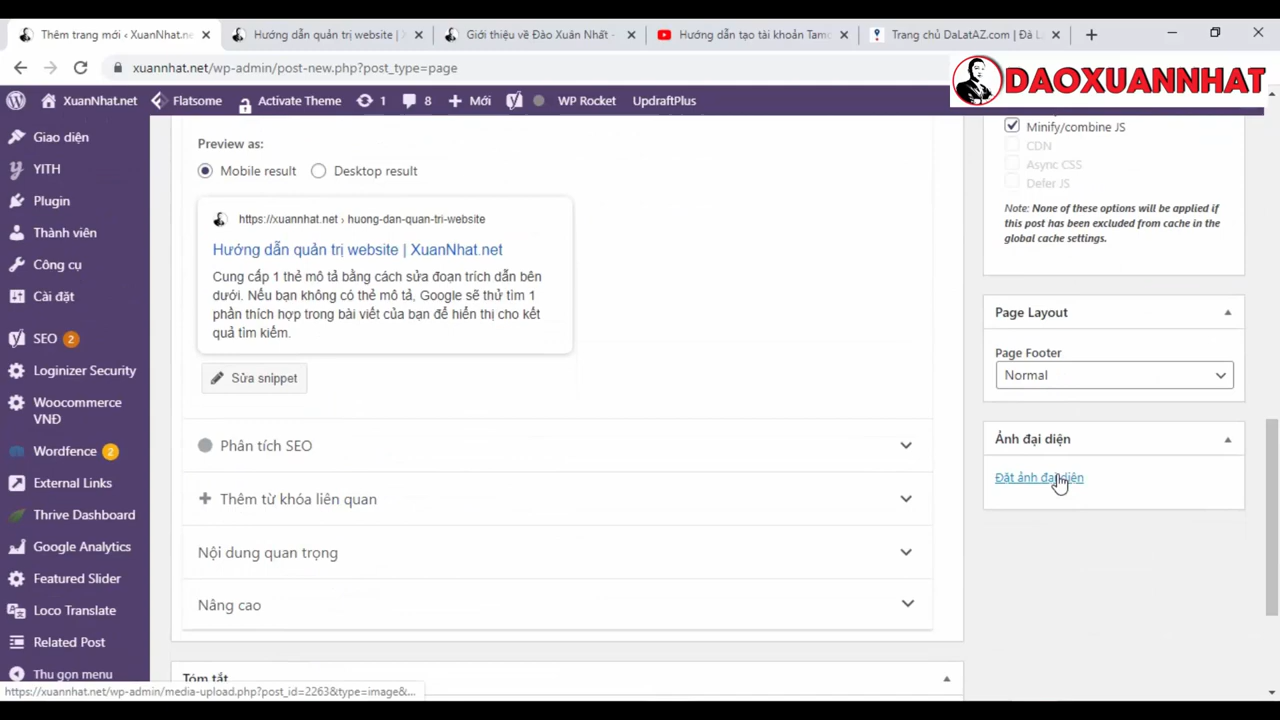 Thêm trang mới ‹ XuanNhat.ne
Hướng dẫn quản trị website |
Giới thiệu về Đào Xuân Nhất -
Hướng dẫn tạo tài khoản Tamo
Trang chủ DaLatAZ.com | Đà L
xuannhat.net/wp-admin/post-new.php?post_type=page
DAOXUANNHAT
XuanNhat.net
Flatsome
Activate Theme
1
8
Mới
WP Rocket
UpdraftPlus
Giao diện
YITH
Plugin
Thành viên
Công cụ
Cài đặt
SEO 2
Loginizer Security
Woocommerce
VNĐ
Wordfence 2
External Links
Thrive Dashboard
Google Analytics
Featured Slider
Loco Translate
Related Post
Thu gọn menu
Preview as:
Mobile result
Desktop result
https://xuannhat.net › huong-dan-quan-tri-website
Hướng dẫn quản trị website | XuanNhat.net
Cung cấp 1 thẻ mô tả bằng cách sửa đoạn trích dẫn bên
dưới. Nếu bạn không có thẻ mô tả, Google sẽ thử tìm 1
phần thích hợp trong bài viết của bạn để hiển thị cho kết
quả tìm kiếm.
Sửa snippet
Phân tích SEO
Thêm từ khóa liên quan
Nội dung quan trọng
Nâng cao
Tóm tắt
Minify/combine JS
CDN
Async CSS
Defer JS
Note: None of these options will be applied if
this post has been excluded from cache in the
global cache settings.
Page Layout
Page Footer
Normal
Ảnh đại diện
Đặt ảnh đại diện
https://xuannhat.net/wp-admin/media-upload.php?post_id=2263&type=image&...